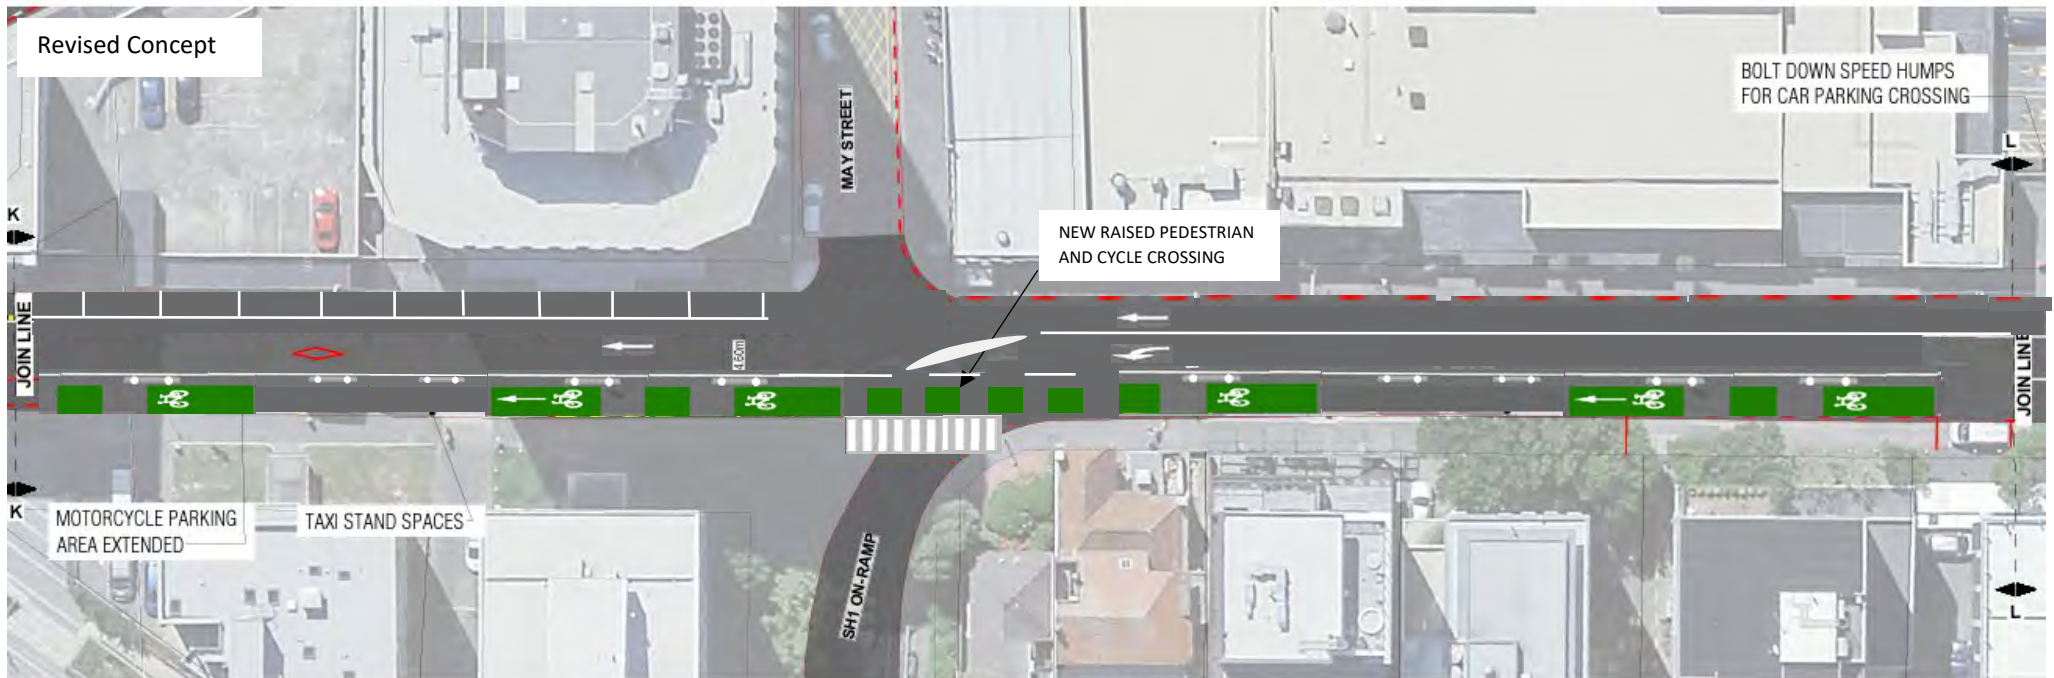 Revised Concept
BOLT DOWN SPEED HUMPS
FOR CAR PARKING CROSSING
MAY STREET
L
K
NEW RAISED PEDESTRIAN
AND CYCLE CROSSING
JOIN LINE
4.60m
JOIN LINE
K
MOTORCYCLE PARKING
AREA EXTENDED
TAXI STAND SPACES
SH1 ON-RAMP
L